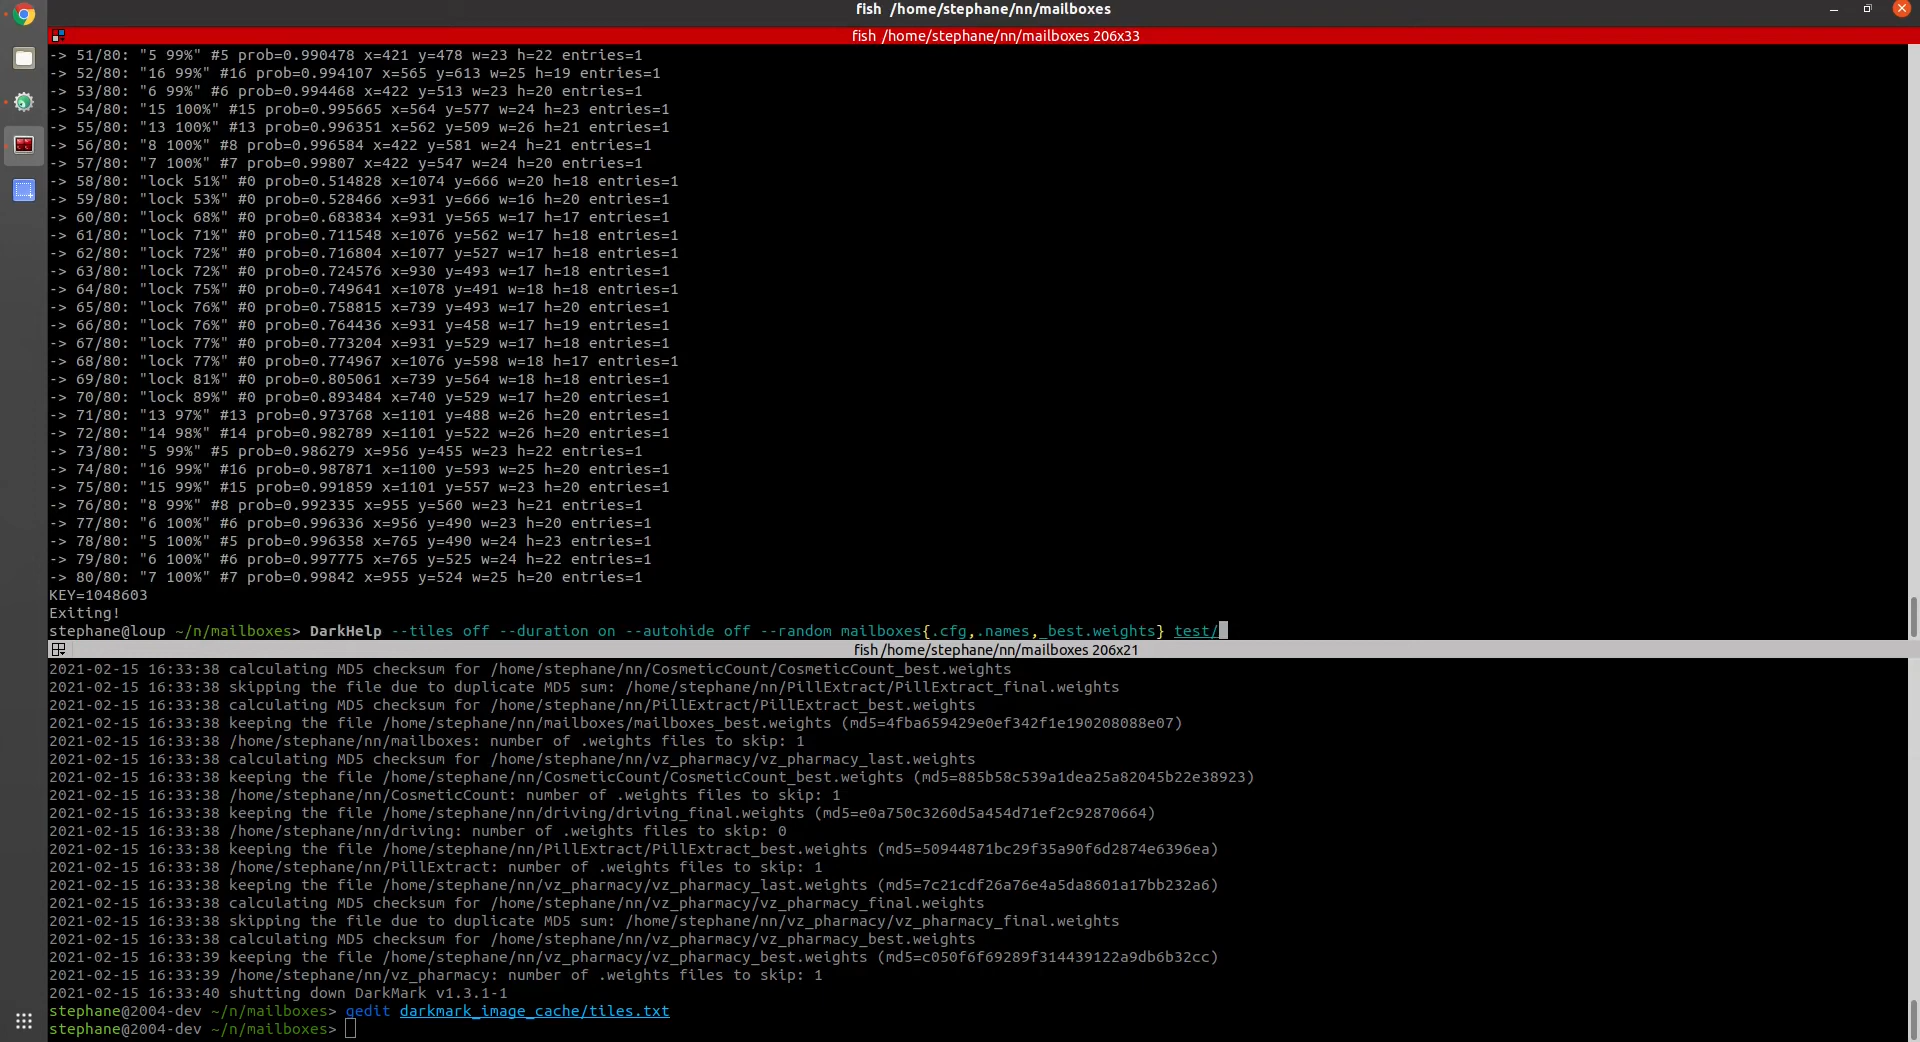 fish /home/stephane/nn/mailboxes
fish /home/stephane/nn/mailboxes 206x33
-> 51/80: "5 99%" #5 prob=0.990478 x=421 y=478 w=23 h=22 entries=1
-> 52/80: "16 99%" #16 prob=0.994107 x=565 y=613 w=25 h=19 entries=1
-> 53/80: "6 99%" #6 prob=0.994468 x=422 y=513 w=23 h=20 entries=1
-> 54/80: "15 100%" #15 prob=0.995665 x=564 y=577 w=24 h=23 entries=1
-> 55/80: "13 100%" #13 prob=0.996351 x=562 y=509 w=26 h=21 entries=1
-> 56/80: "8 100%" #8 prob=0.996584 x=422 y=581 w=24 h=21 entries=1
-> 57/80: "7 100%" #7 prob=0.99807 x=422 y=547 w=24 h=20 entries=1
-> 58/80: "lock 51%" #0 prob=0.514828 x=1074 y=666 w=20 h=18 entries=1
-> 59/80: "lock 53%" #0 prob=0.528466 x=931 y=666 w=16 h=20 entries=1
-> 60/80: "lock 68%" #0 prob=0.683834 x=931 y=565 w=17 h=17 entries=1
-> 61/80: "lock 71%" #0 prob=0.711548 x=1076 y=562 w=17 h=18 entries=1
-> 62/80: "lock 72%" #0 prob=0.716804 x=1077 y=527 w=17 h=18 entries=1
-> 63/80: "lock 72%" #0 prob=0.724576 x=930 y=493 w=17 h=18 entries=1
-> 64/80: "lock 75%" #0 prob=0.749641 x=1078 y=491 w=18 h=18 entries=1
-> 65/80: "lock 76%" #0 prob=0.758815 x=739 y=493 w=17 h=20 entries=1
-> 66/80: "lock 76%" #0 prob=0.764436 x=931 y=458 w=17 h=19 entries=1
-> 67/80: "lock 77%" #0 prob=0.773204 x=931 y=529 w=17 h=18 entries=1
-> 68/80: "lock 77%" #0 prob=0.774967 x=1076 y=598 w=18 h=17 entries=1
-> 69/80: "lock 81%" #0 prob=0.805061 x=739 y=564 w=18 h=18 entries=1
-> 70/80: "lock 89%" #0 prob=0.893484 x=740 y=529 w=17 h=20 entries=1
-> 71/80: "13 97%" #13 prob=0.973768 x=1101 y=488 w=26 h=20 entries=1
-> 72/80: "14 98%" #14 prob=0.982789 x=1101 y=522 w=26 h=20 entries=1
-> 73/80: "5 99%" #5 prob=0.986279 x=956 y=455 w=23 h=22 entries=1
-> 74/80: "16 99%" #16 prob=0.987871 x=1100 y=593 w=25 h=20 entries=1
-> 75/80: "15 99%" #15 prob=0.991859 x=1101 y=557 w=23 h=20 entries=1
-> 76/80: "8 99%" #8 prob=0.992335 x=955 y=560 w=23 h=21 entries=1
-> 77/80: "6 100%" #6 prob=0.996336 x=956 y=490 w=23 h=20 entries=1
-> 78/80: "5 100%" #5 prob=0.996358 x=765 y=490 w=24 h=23 entries=1
-> 79/80: "6 100%" #6 prob=0.997775 x=765 y=525 w=24 h=22 entries=1
-> 80/80: "7 100%" #7 prob=0.99842 x=955 y=524 w=25 h=20 entries=1
KEY=1048603
Exiting!
stephane@loup ~/n/mailboxes> DarkHelp --tiles off --duration on --autohide off --random mailboxes{.cfg,.names,_best.weights} test/
fish /home/stephane/nn/mailboxes 206x21
2021-02-15 16:33:38 calculating MD5 checksum for /home/stephane/nn/CosmeticCount/CosmeticCount_best.weights
2021-02-15 16:33:38 skipping the file due to duplicate MD5 sum: /home/stephane/nn/PillExtract/PillExtract_final.weights
2021-02-15 16:33:38 calculating MD5 checksum for /home/stephane/nn/PillExtract/PillExtract_best.weights
2021-02-15 16:33:38 keeping the file /home/stephane/nn/mailboxes/mailboxes_best.weights (md5=4fba659429e0ef342f1e190208088e07)
2021-02-15 16:33:38 /home/stephane/nn/mailboxes: number of .weights files to skip: 1
2021-02-15 16:33:38 calculating MD5 checksum for /home/stephane/nn/vz_pharmacy/vz_pharmacy_last.weights
2021-02-15 16:33:38 keeping the file /home/stephane/nn/CosmeticCount/CosmeticCount_best.weights (md5=885b58c539a1dea25a82045b22e38923)
2021-02-15 16:33:38 /home/stephane/nn/CosmeticCount: number of .weights files to skip: 1
2021-02-15 16:33:38 keeping the file /home/stephane/nn/driving/driving_final.weights (md5=e0a750c3260d5a454d71ef2c92870664)
2021-02-15 16:33:38 /home/stephane/nn/driving: number of .weights files to skip: 0
2021-02-15 16:33:38 keeping the file /home/stephane/nn/PillExtract/PillExtract_best.weights (md5=50944871bc29f35a90f6d2874e6396ea)
2021-02-15 16:33:38 /home/stephane/nn/PillExtract: number of .weights files to skip: 1
2021-02-15 16:33:38 keeping the file /home/stephane/nn/vz_pharmacy/vz_pharmacy_last.weights (md5=7c21cdf26a76e4a5da8601a17bb232a6)
2021-02-15 16:33:38 calculating MD5 checksum for /home/stephane/nn/vz_pharmacy/vz_pharmacy_final.weights
2021-02-15 16:33:38 skipping the file due to duplicate MD5 sum: /home/stephane/nn/vz_pharmacy/vz_pharmacy_final.weights
2021-02-15 16:33:38 calculating MD5 checksum for /home/stephane/nn/vz_pharmacy/vz_pharmacy_best.weights
2021-02-15 16:33:39 keeping the file /home/stephane/nn/vz_pharmacy/vz_pharmacy_best.weights (md5=c050f6f69289f314439122a9db6b32cc)
2021-02-15 16:33:39 /home/stephane/nn/vz_pharmacy: number of .weights files to skip: 1
2021-02-15 16:33:40 shutting down DarkMark v1.3.1-1
stephane@2004-dev ~/n/mailboxes> gedit darkmark_image_cache/tiles.txt
stephane@2004-dev ~/n/mailboxes>